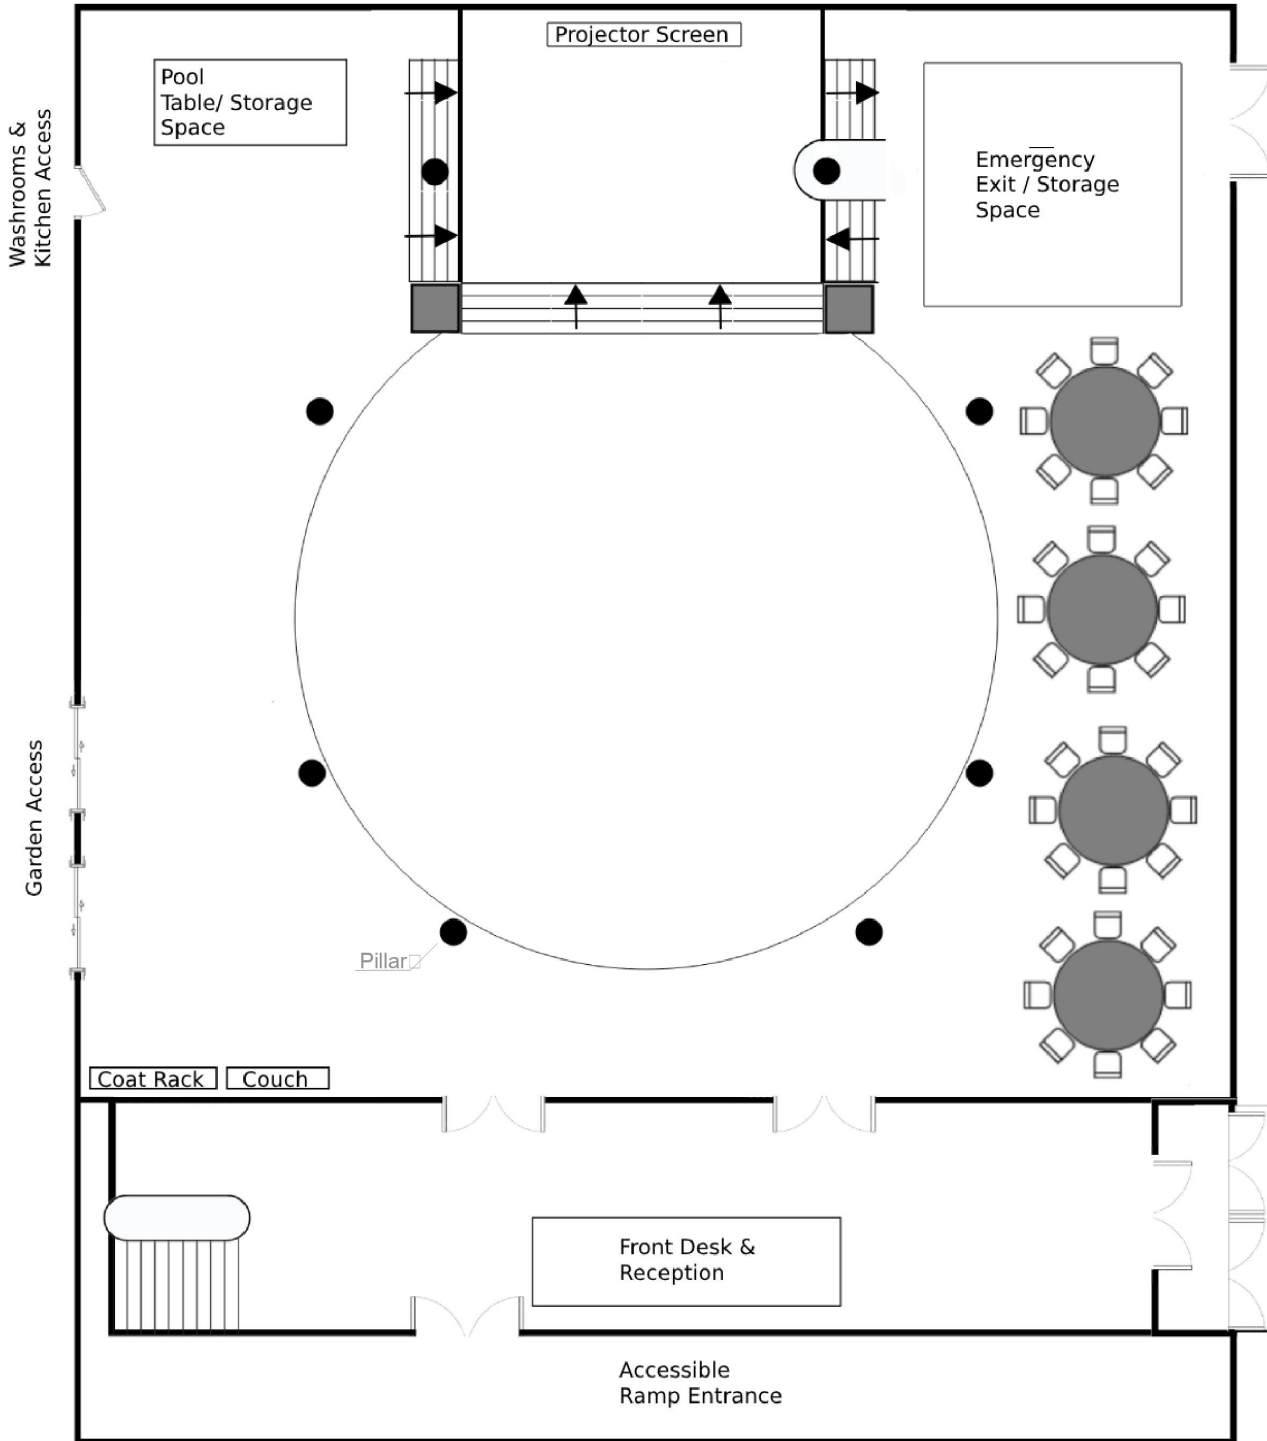 Projector Screen
Pool
Table/ Storage
Space
Washrooms &
Kitchen Access
Emergency
Exit / Storage
Space
Garden Access
Pillar
Coat Rack
Couch
Front Desk &
Reception
Accessible
Ramp Entrance